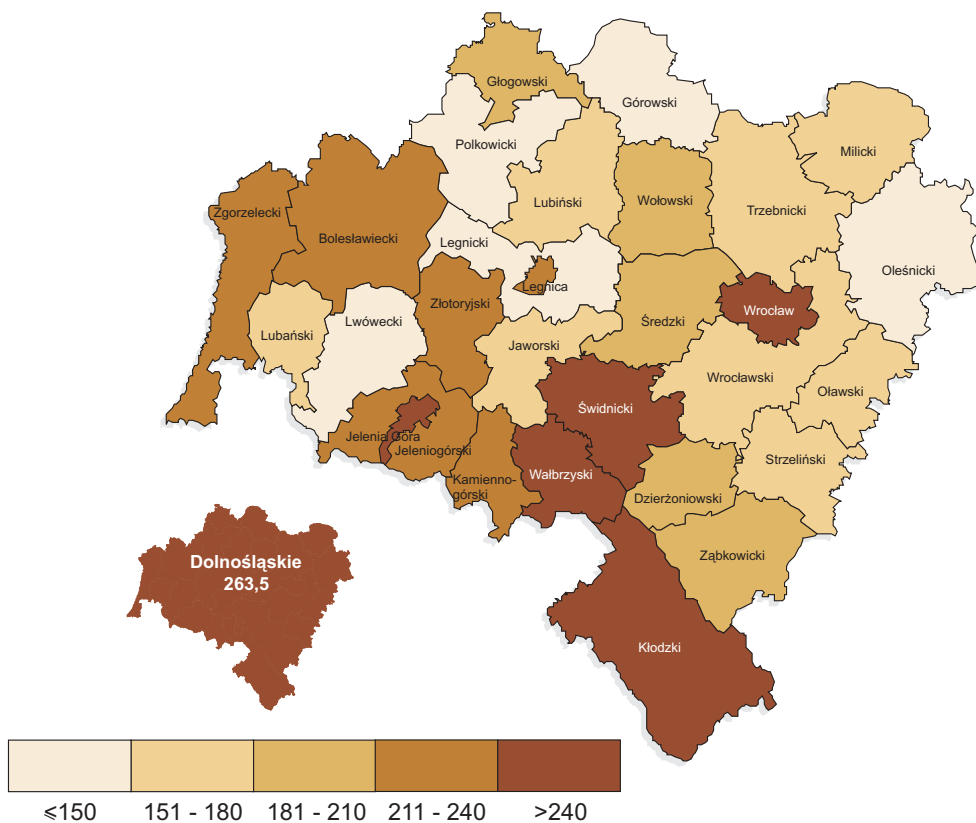 Głogowski
Górowski
Polkowicki
Milicki
Zgorzelecki
Lubiński
Wołowski
Trzebnicki
Bolesławiecki
Legnicki
Oleśnicki
Legnica
Złotoryjski
Wrocław
Lwówecki
Średzki
Lubański
Jaworski
Wrocławski
Oławski
Świdnicki
Jelenia Góra
Jeleniogórski
Strzeliński
Wałbrzyski
Kamienno-
górski
Dzierżoniowski
Ząbkowicki
Dolnośląskie
263,5
Kłodzki
≤150
151 - 180
181 - 210
211 - 240
>240